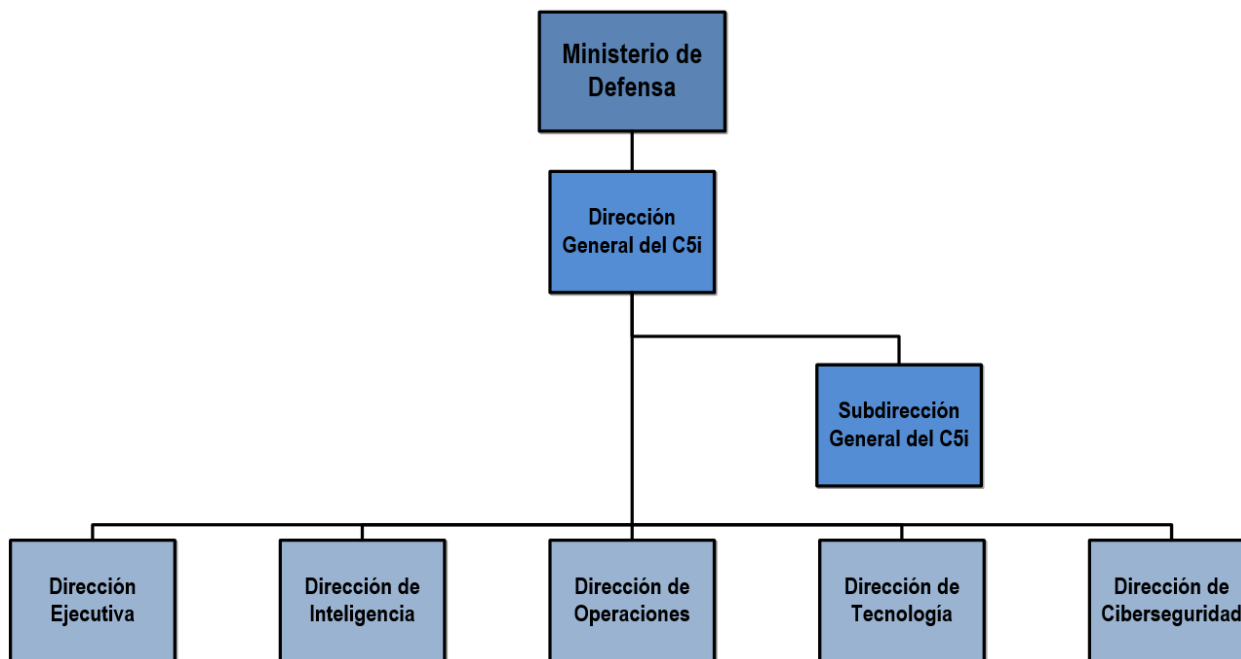 Ministerio de
Defensa
Dirección
General del C5i
Subdirección
General del C5i
Dirección
Ejecutiva
Dirección de
Inteligencia
Dirección de
Operaciones
Dirección de
Tecnología
Dirección de
Ciberseguridad